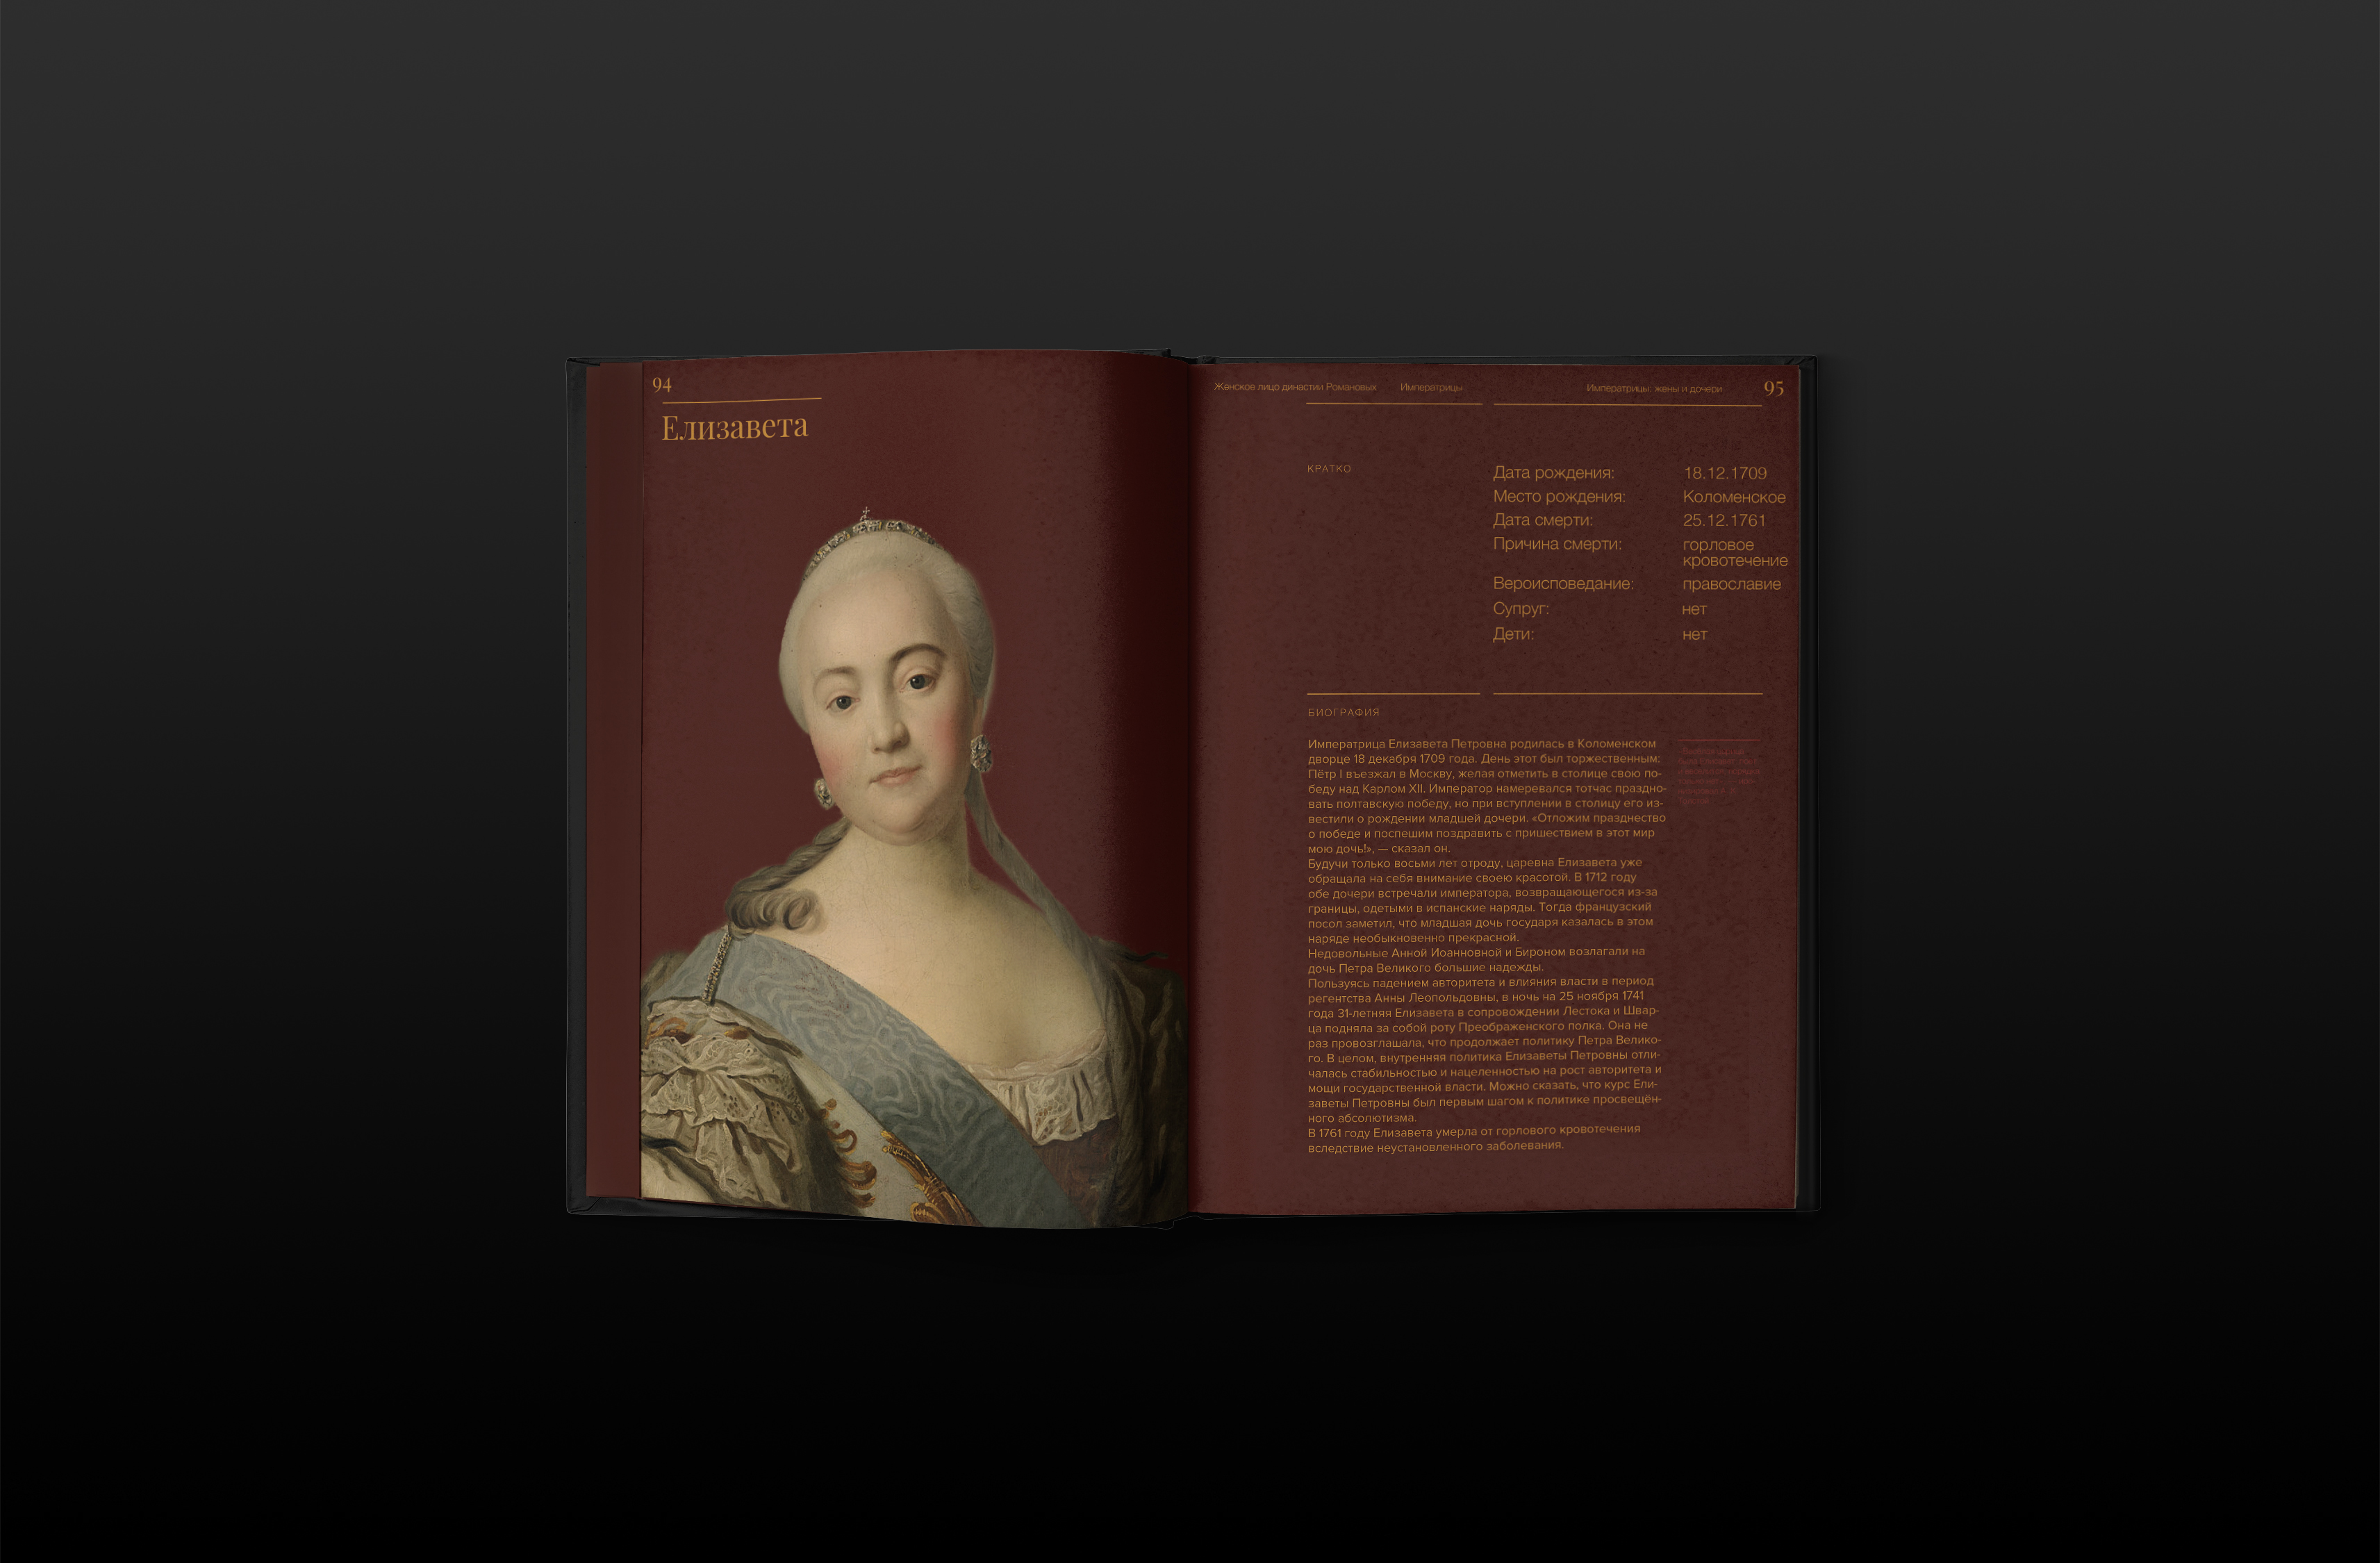 94
Елизавета
Женское лицо династии Романовых Императрицы Императрицы: жены и дочери 95
КРАТКО
Дата рождения: 18.12.1709
Место рождения: Коломенское
Дата смерти: 25.12.1761
Причина смерти: горловое
кровотечение
Вероисповедание: православие
Супруг: нет
Дети: нет
БИОГРАФИЯ
Императрица Елизавета Петровна родилась в Коломенском
дворце 18 декабря 1709 года. День этот был торжественным:
Пётр I въезжал в Москву, желая отметить в столице свою по-
беду над Карлом XII. Император намеревался тотчас праздно-
вать полтавскую победу, но при вступлении в столицу его из-
вестили о рождении младшей дочери. «Отложим празднество
о победе и поспешим поздравить с пришествием в этот мир
мою дочь!», — сказал он.
Будучи только восьми лет отроду, царевна Елизавета уже
обращала на себя внимание своею красотой. В 1712 году
обе дочери встречали императора, возвращающегося из-за
границы, одетыми в испанские наряды. Тогда французский
посол заметил, что младшая дочь государя казалась в этом
наряде необыкновенно прекрасной.
Недовольные Анной Иоанновной и Бироном возлагали на
дочь Петра Великого большие надежды.
Пользуясь падением авторитета и влияния власти в период
регентства Анны Леопольдовны, в ночь на 25 ноября 1741
года 31-летняя Елизавета в сопровождении Лестока и Швар-
ца подняла за собой роту Преображенского полка. Она не
раз провозглашала, что продолжает политику Петра Велико-
го. В целом, внутренняя политика Елизаветы Петровны отли-
чалась стабильностью и нацеленностью на рост авторитета и
мощи государственной власти. Можно сказать, что курс Ели-
заветы Петровны был первым шагом к политике просвещён-
ного абсолютизма.
В 1761 году Елизавета умерла от горлового кровотечения
вследствие неустановленного заболевания.